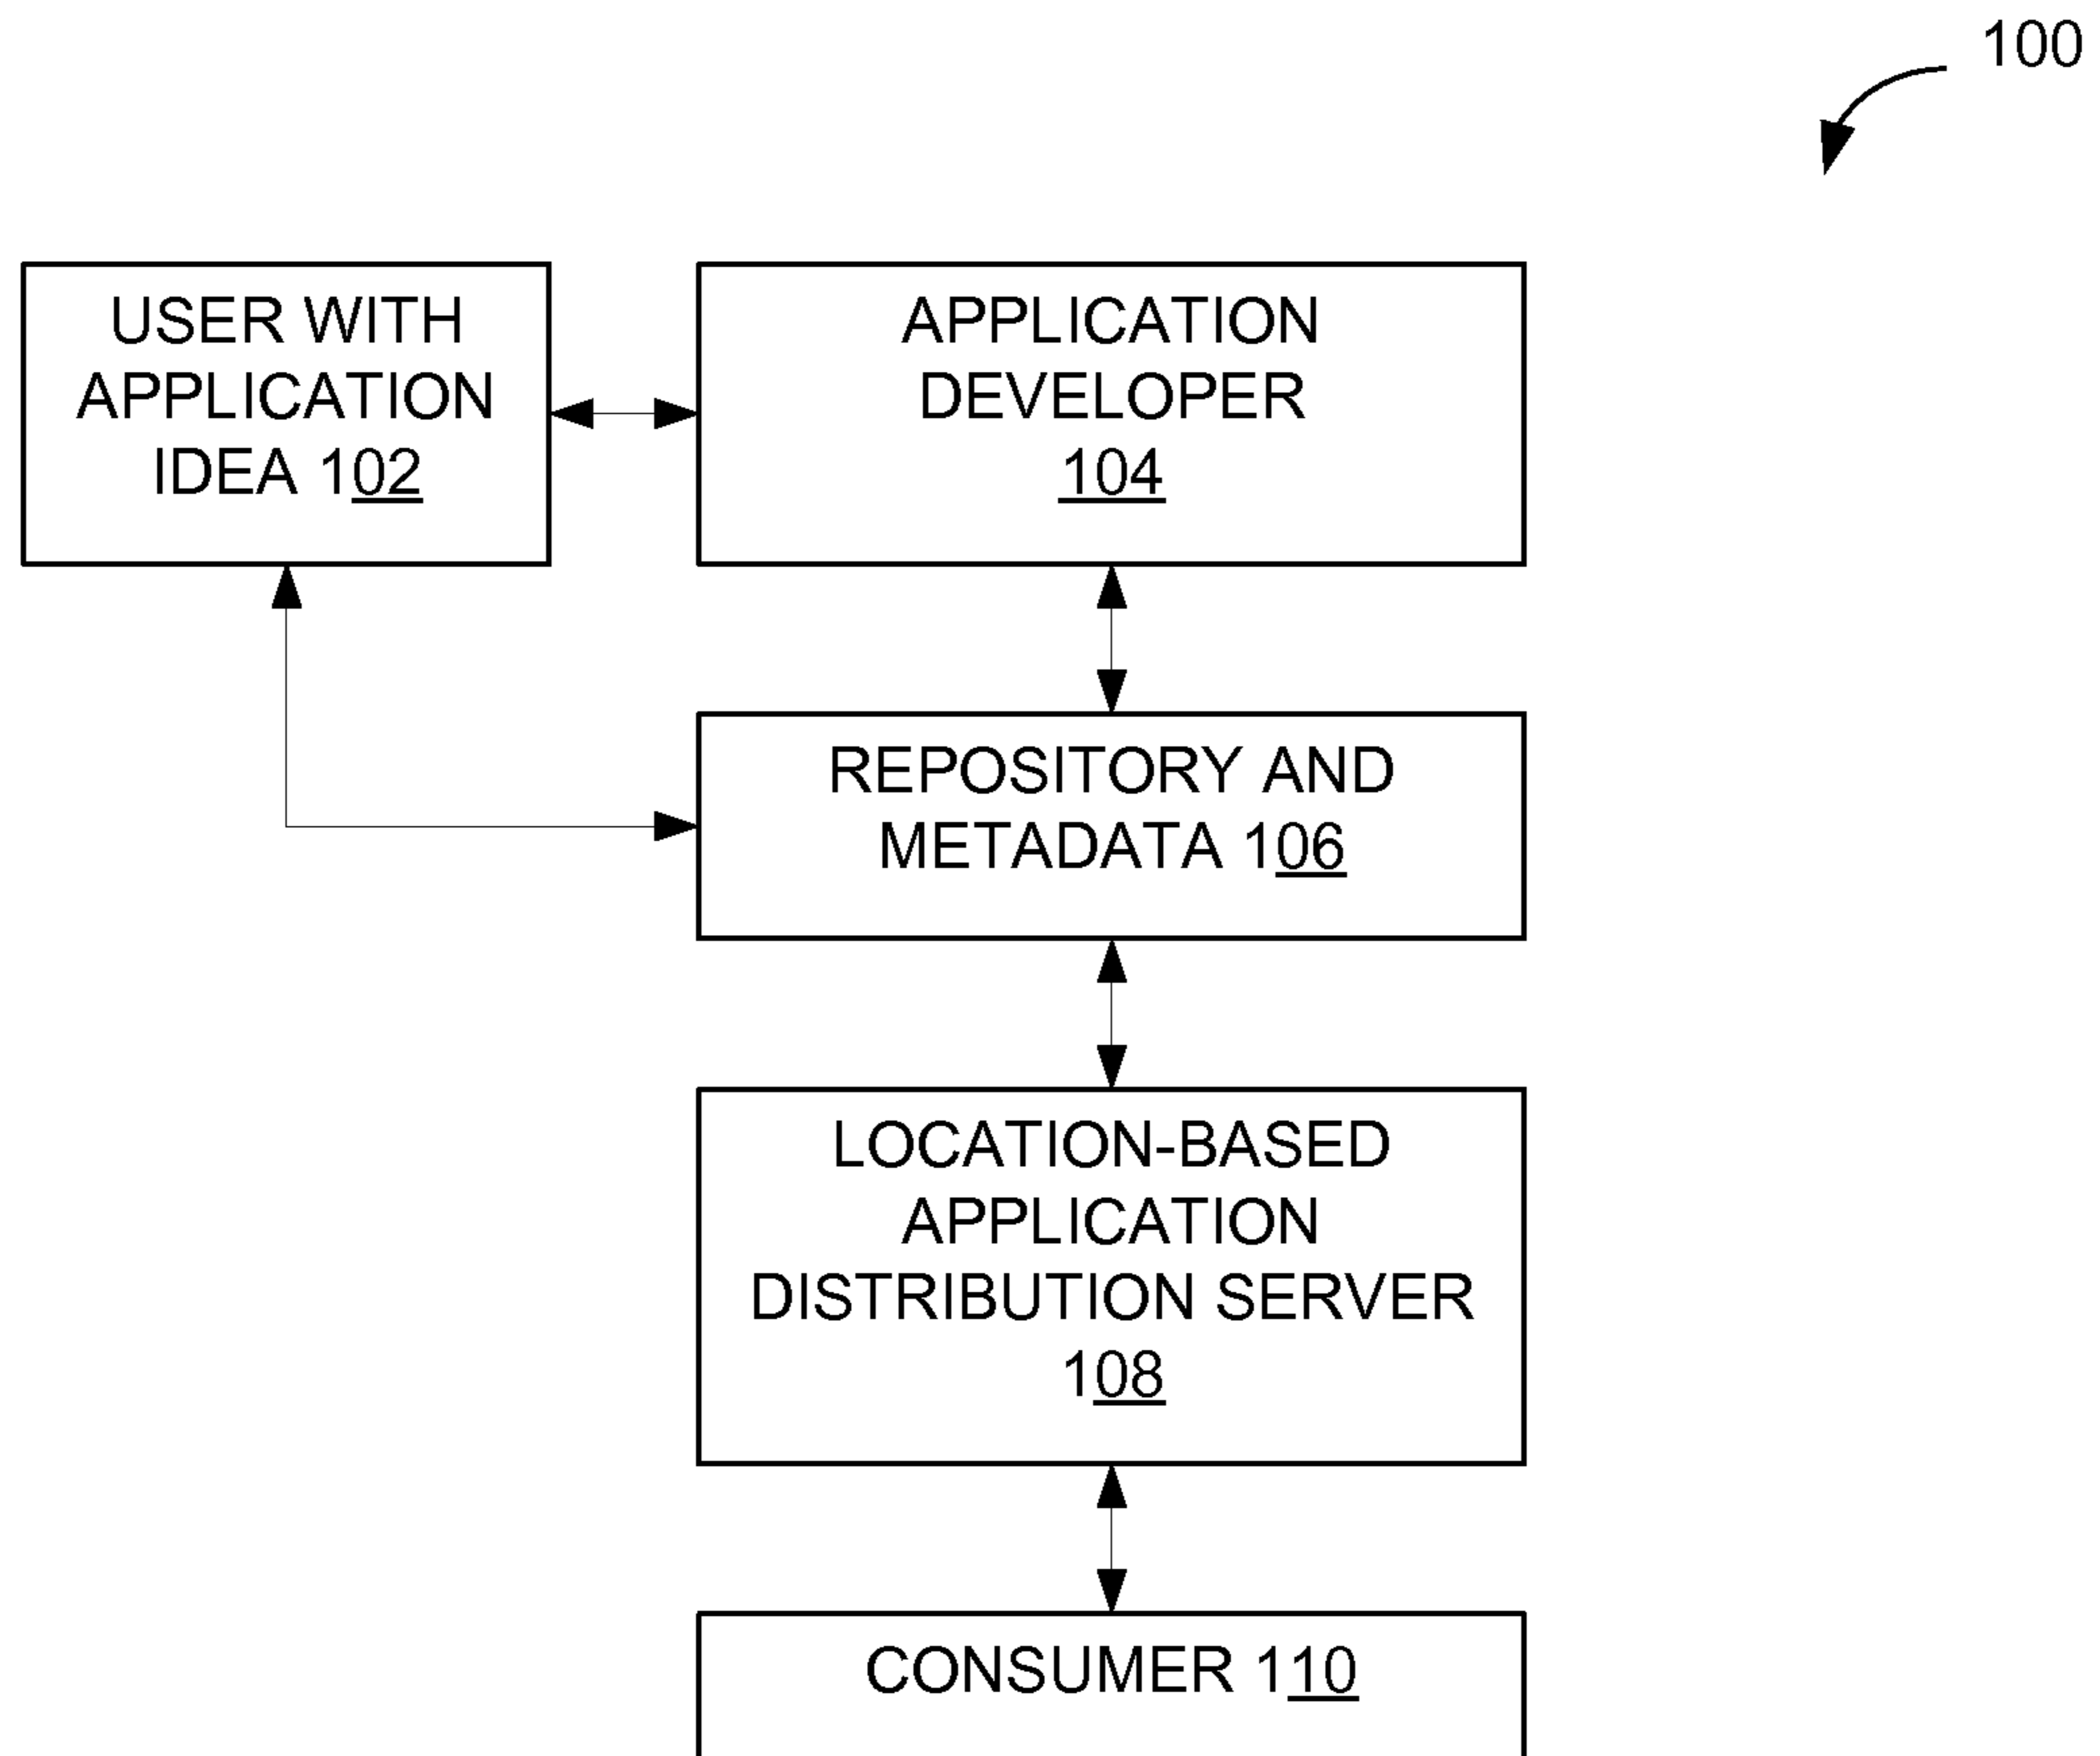 100
USER WITH
APPLICATION
IDEA 102
APPLICATION
DEVELOPER
104
REPOSITORY AND
METADATA 106
LOCATION-BASED
APPLICATION
DISTRIBUTION SERVER
108
CONSUMER 110